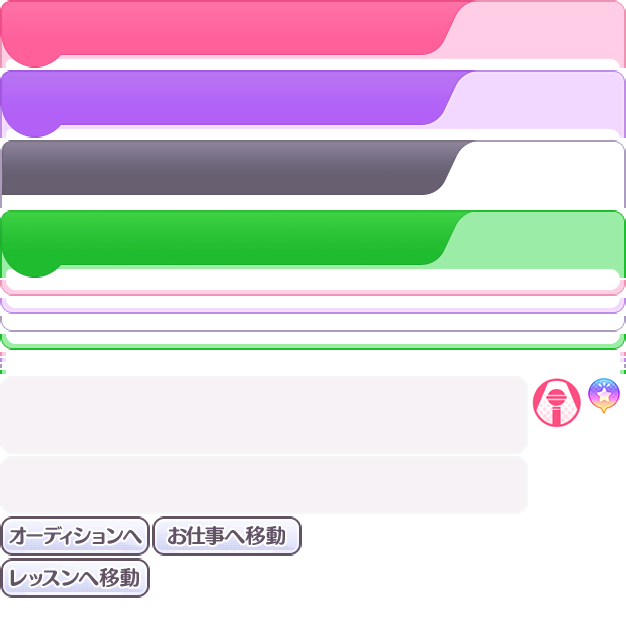 オーディションへ
お仕事へ移動
レッスンへ移動